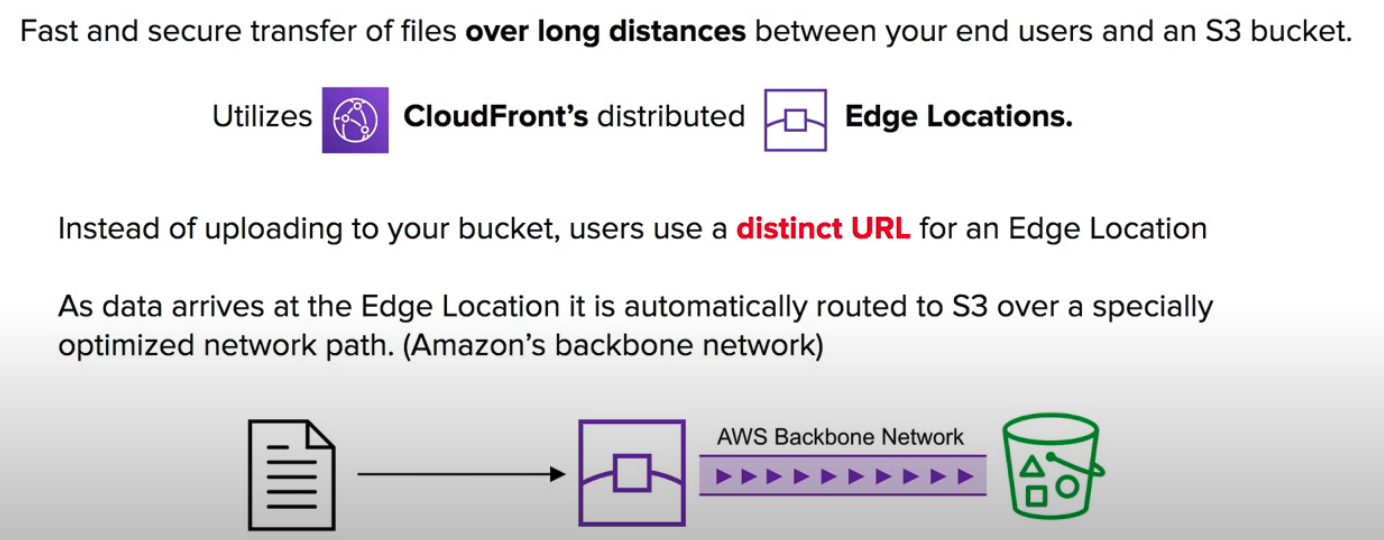 Fast and secure transfer of files over long distances between your end users and an S3 bucket.
Utilizes CloudFront's distributed Edge Locations.
Instead of uploading to your bucket, users use a distinct URL for an Edge Location
As data arrives at the Edge Location it is automatically routed to S3 over a specially
optimized network path. (Amazon's backbone network)
AWS Backbone Network